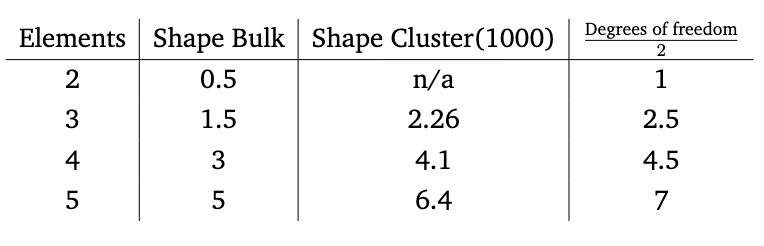 Elements Shape Bulk Shape Cluster(1000) Degrees of freedom
2
2 0.5 n/a 1
3 1.5 2.26 2.5
4 3 4.1 4.5
5 5 6.4 7